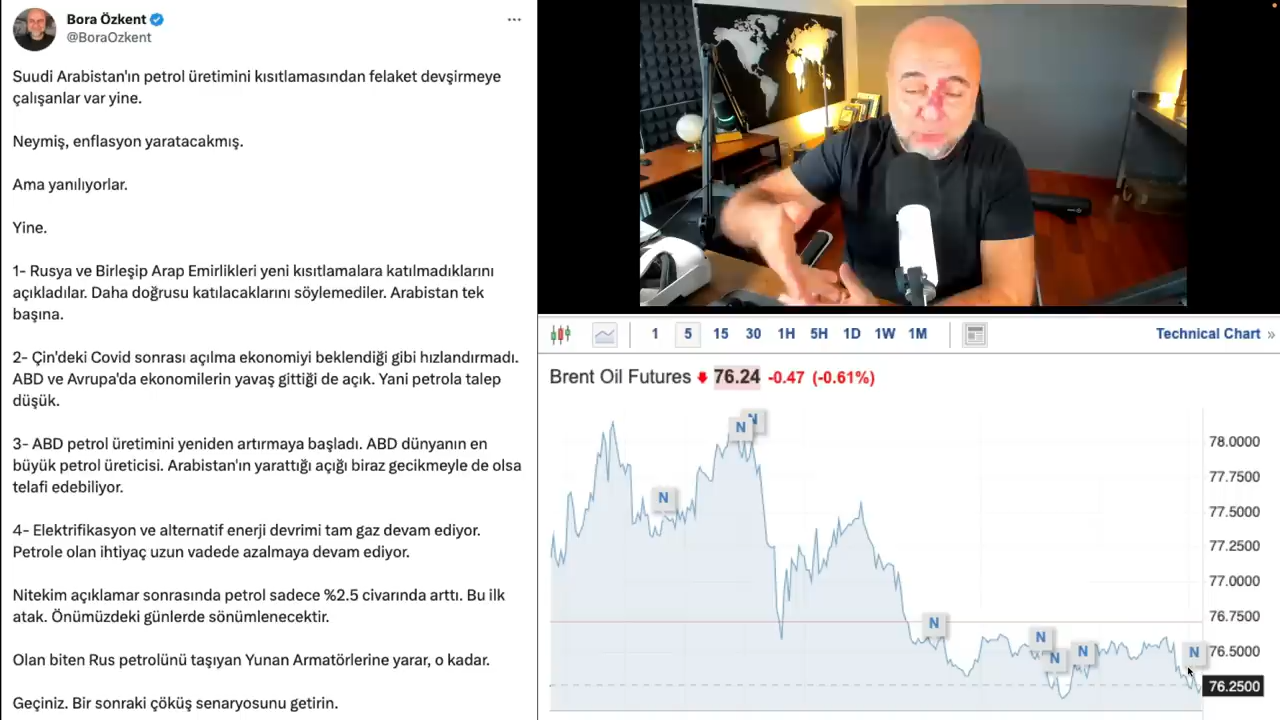 Bora Özkent
@BoraOzkent
Suudi Arabistan'ın petrol üretimini kısıtlamasından felaket devşirmeye
çalışanlar var yine.
Neymiş, enflasyon yaratacakmış.
Ama yanılıyorlar.
Yine.
1- Rusya ve Birleşip Arap Emirlikleri yeni kısıtlamalara katılmadıklarını
açıkladılar. Daha doğrusu katılacaklarını söylemediler. Arabistan tek
başına.
2- Çin'deki Covid sonrası açılma ekonomiyi beklendiği gibi hızlandırmadı.
ABD ve Avrupa'da ekonomilerin yavaş gittiği de açık. Yani petrola talep
düşük.
3- ABD petrol üretimini yeniden artırmaya başladı. ABD dünyanın en
büyük petrol üreticisi. Arabistan'ın yarattığı açığı biraz gecikmeyle de olsa
telafi edebiliyor.
4- Elektrifikasyon ve alternatif enerji devrimi tam gaz devam ediyor.
Petrole olan ihtiyaç uzun vadede azalmaya devam ediyor.
Nitekim açıklamar sonrasında petrol sadece %2.5 civarında arttı. Bu ilk
atak. Önümüzdeki günlerde sönümlenecektir.
Olan biten Rus petrolünü taşıyan Yunan Armatörlerine yarar, o kadar.
Geçiniz. Bir sonraki çöküş senaryosunu getirin.
1 5 15 30 1H 5H 1D 1W 1M Technical Chart »
Brent Oil Futures 76.24 -0.47 (-0.61%)
N
N
N
N
N
N
N
N
78.0000
77.7500
77.5000
77.2500
77.0000
76.7500
76.5000
76.2500